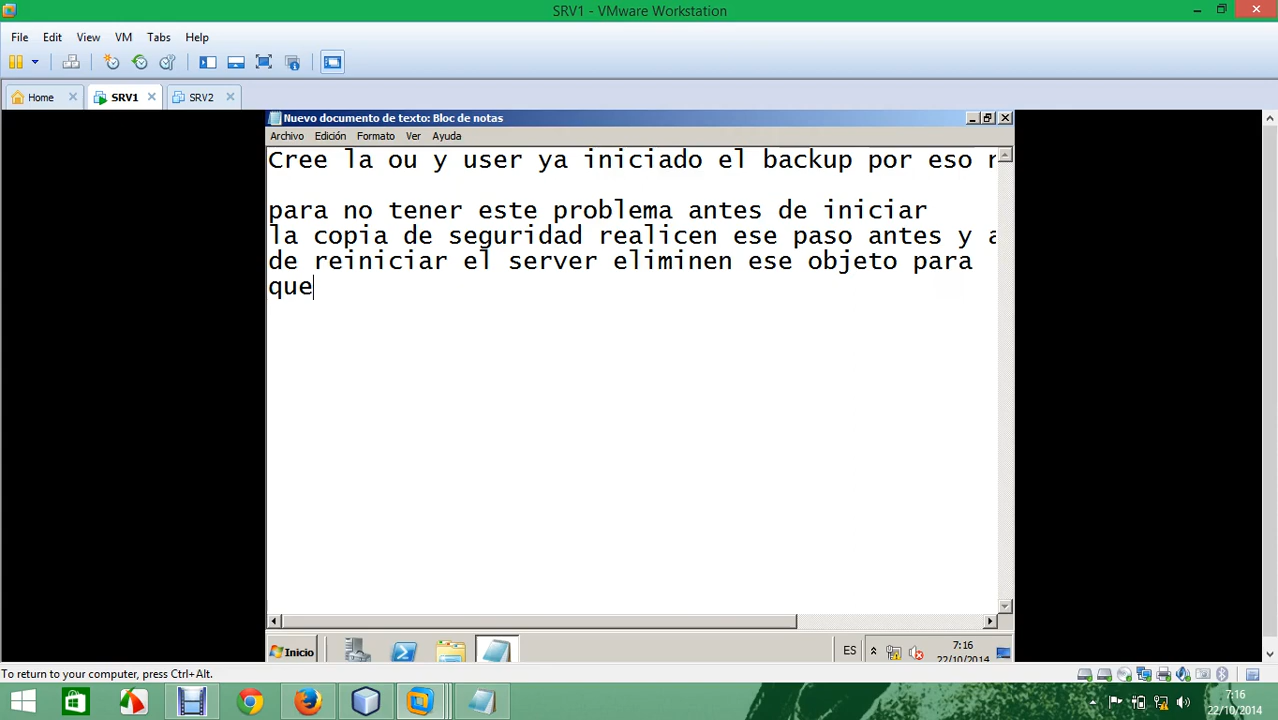 SRV1 - VMware Workstation
File Edit View VM Tabs Help
Home SRV1 SRV2
Nuevo documento de texto: Bloc de notas
Archivo Edición Formato Ver Ayuda
Cree la ou y user ya iniciado el backup por eso
para no tener este problema antes de iniciar
la copia de seguridad realicen ese paso antes y
de reiniciar el server eliminen ese objeto para
que
Inicio
ES
7:16
22/10/2014
To return to your computer, press Ctrl+Alt.
7:16
22/10/2014